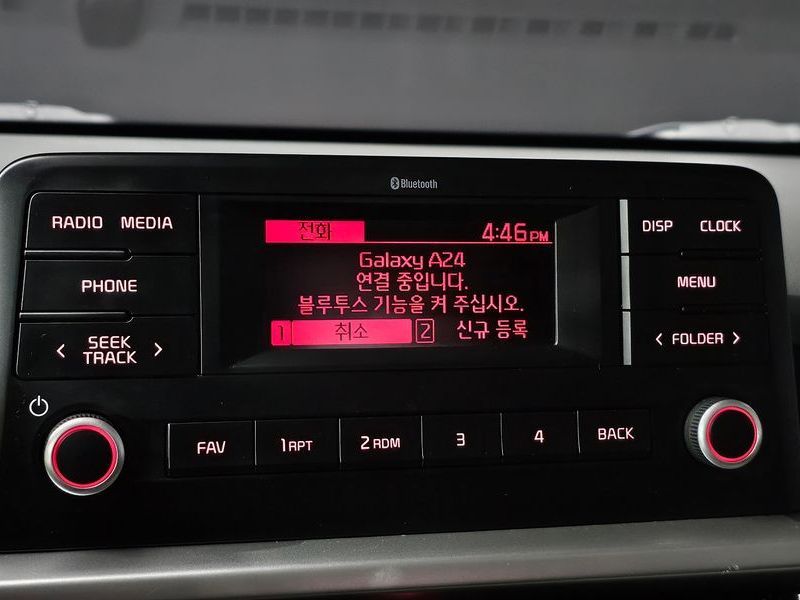 Bluetooth
RADIO MEDIA
전화 4:46 PM
DISP CLOCK
Galaxy A24
연결 중입니다.
PHONE
MENU
블루투스 기능을 켜 주십시오.
1 취소 2 신규 등록
< SEEK TRACK >
< FOLDER >
FAV 1 RPT 2 RDM 3 4 BACK